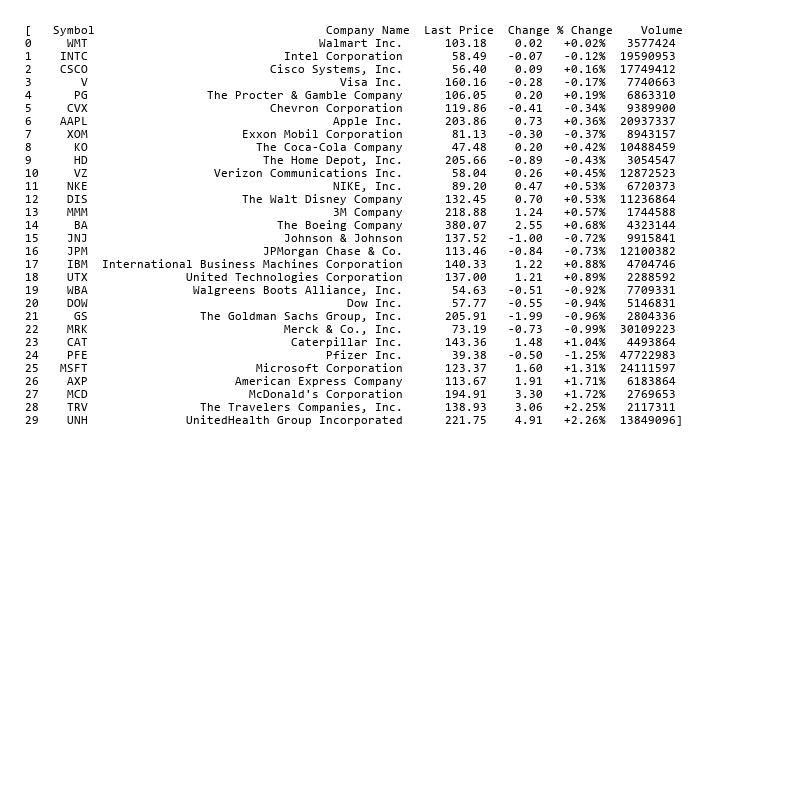 [   Symbol                                 Company Name  Last Price  Change % Change    Volume
0     WMT                                 Walmart Inc.      103.18    0.02   +0.02%   3577424
1    INTC                            Intel Corporation       58.49   -0.07   -0.12%  19590953
2    CSCO                          Cisco Systems, Inc.       56.40    0.09   +0.16%  17749412
3       V                                    Visa Inc.      160.16   -0.28   -0.17%   7740663
4      PG                 The Procter & Gamble Company      106.05    0.20   +0.19%   6863310
5     CVX                          Chevron Corporation      119.86   -0.41   -0.34%   9389900
6    AAPL                                   Apple Inc.      203.86    0.73   +0.36%  20937337
7     XOM                      Exxon Mobil Corporation       81.13   -0.30   -0.37%   8943157
8      KO                        The Coca-Cola Company       47.48    0.20   +0.42%  10488459
9      HD                         The Home Depot, Inc.      205.66   -0.89   -0.43%   3054547
10     VZ                  Verizon Communications Inc.       58.04    0.26   +0.45%  12872523
11    NKE                                   NIKE, Inc.       89.20    0.47   +0.53%   6720373
12    DIS                      The Walt Disney Company      132.45    0.70   +0.53%  11236864
13    MMM                                   3M Company      218.88    1.24   +0.57%   1744588
14     BA                           The Boeing Company      380.07    2.55   +0.68%   4323144
15    JNJ                            Johnson & Johnson      137.52   -1.00   -0.72%   9915841
16    JPM                         JPMorgan Chase & Co.      113.46   -0.84   -0.73%  12100382
17    IBM  International Business Machines Corporation      140.33    1.22   +0.88%   4704746
18    UTX              United Technologies Corporation      137.00    1.21   +0.89%   2288592
19    WBA               Walgreens Boots Alliance, Inc.       54.63   -0.51   -0.92%   7709331
20    DOW                                     Dow Inc.       57.77   -0.55   -0.94%   5146831
21     GS                The Goldman Sachs Group, Inc.      205.91   -1.99   -0.96%   2804336
22    MRK                            Merck & Co., Inc.       73.19   -0.73   -0.99%  30109223
23    CAT                             Caterpillar Inc.      143.36    1.48   +1.04%   4493864
24    PFE                                  Pfizer Inc.       39.38   -0.50   -1.25%  47722983
25   MSFT                        Microsoft Corporation      123.37    1.60   +1.31%  24111597
26    AXP                     American Express Company      113.67    1.91   +1.71%   6183864
27    MCD                       McDonald's Corporation      194.91    3.30   +1.72%   2769653
28    TRV                The Travelers Companies, Inc.      138.93    3.06   +2.25%   2117311
29    UNH              UnitedHealth Group Incorporated      221.75    4.91   +2.26%  13849096]